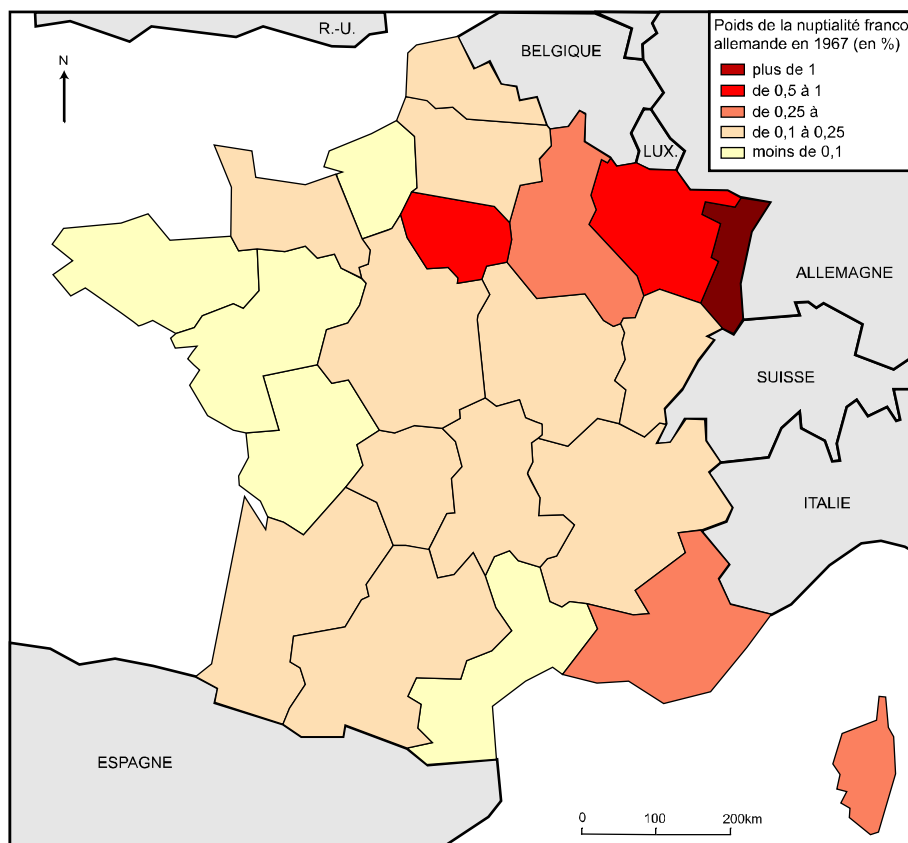 R.-U.
BELGIQUE
Poids de la nuptialité franco
allemande en 1967 (en %)
plus de 1
de 0,5 à 1
de 0,25 à
de 0,1 à 0,25
moins de 0,1
N
LUX.
ALLEMAGNE
SUISSE
ITALIE
ESPAGNE
0 100 200km